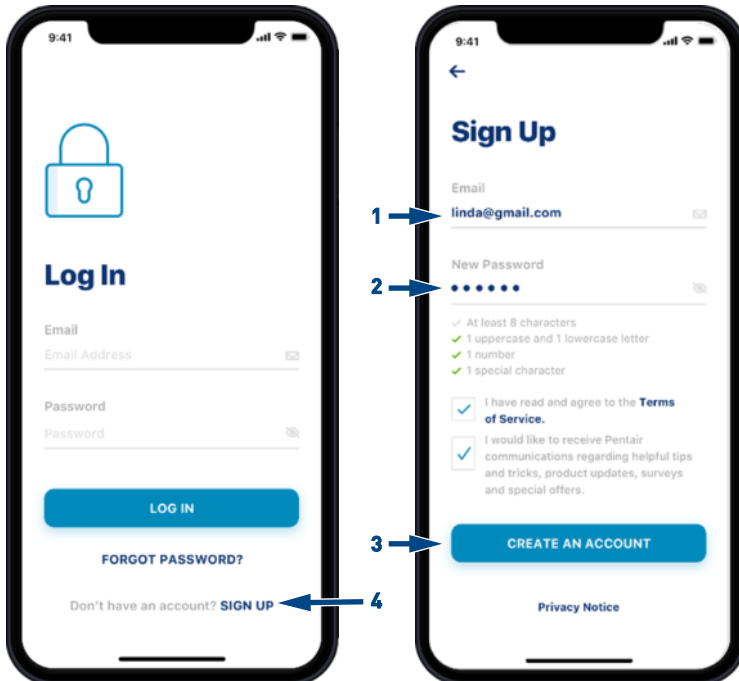 9:41
Log In
Email
Email Address
Password
Password
LOG IN
FORGOT PASSWORD?
Don't have an account? SIGN UP
9:41
Sign Up
Email
linda@gmail.com
New Password
At least 8 characters
1 uppercase and 1 lowercase letter
1 number
1 special character
I have read and agree to the Terms
of Service.
I would like to receive Pentair
communications regarding helpful tips
and tricks, product updates, surveys
and special offers.
CREATE AN ACCOUNT
Privacy Notice
1
2
3
4